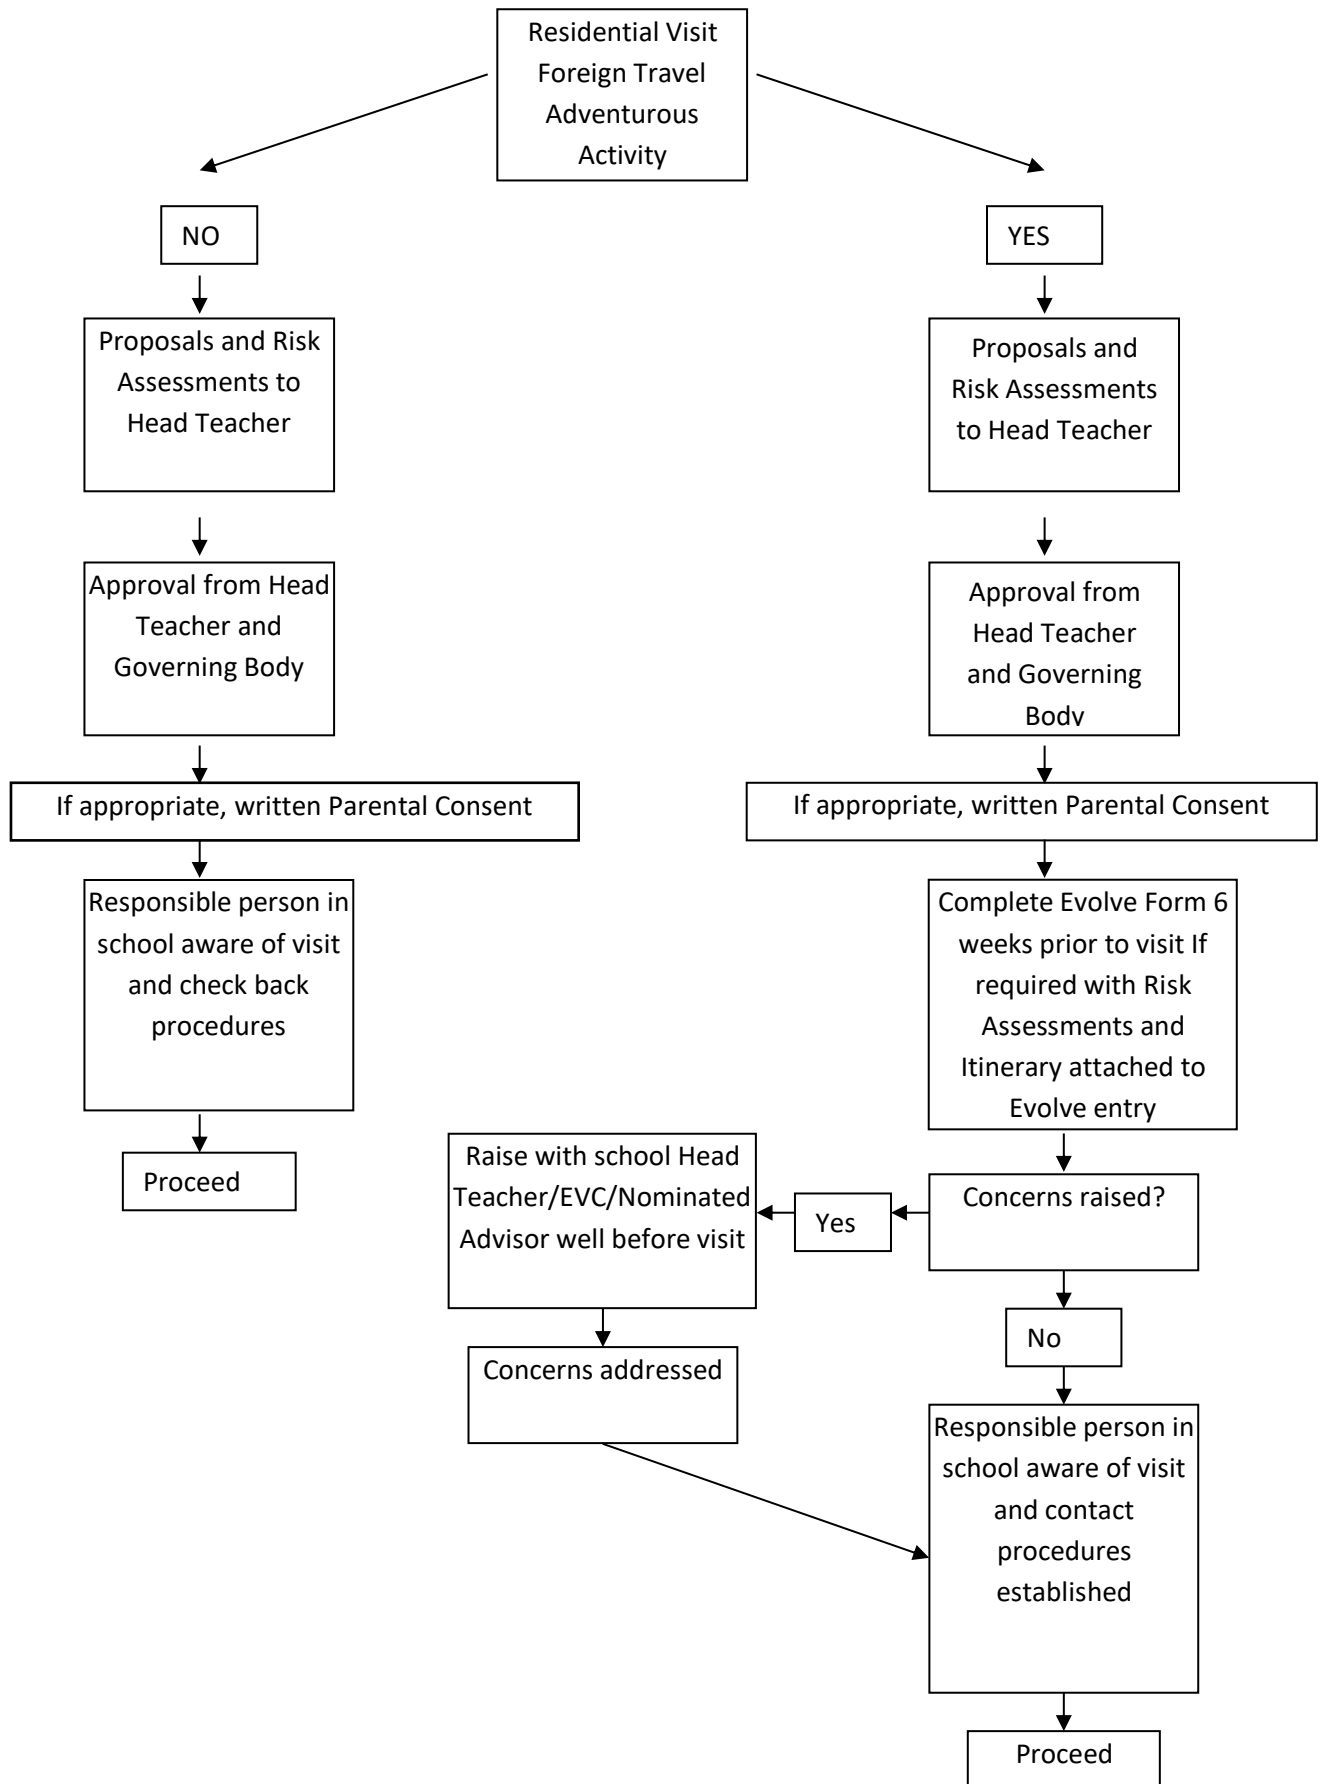 Residential Visit
Foreign Travel
Adventurous
Activity
NO
Proposals and Risk
Assessments to
Head Teacher
Approval from Head
Teacher and
Governing Body
If appropriate, written Parental Consent
Responsible person in
school aware of visit
and check back
procedures
Proceed
YES
Proposals and
Risk Assessments
to Head Teacher
Approval from
Head Teacher
and Governing
Body
If appropriate, written Parental Consent
Complete Evolve Form 6
weeks prior to visit If
required with Risk
Assessments and
Itinerary attached to
Evolve entry
Concerns raised?
Yes
Raise with school Head
Teacher/EVC/Nominated
Advisor well before visit
Concerns addressed
No
Responsible person in
school aware of visit
and contact
procedures
established
Proceed